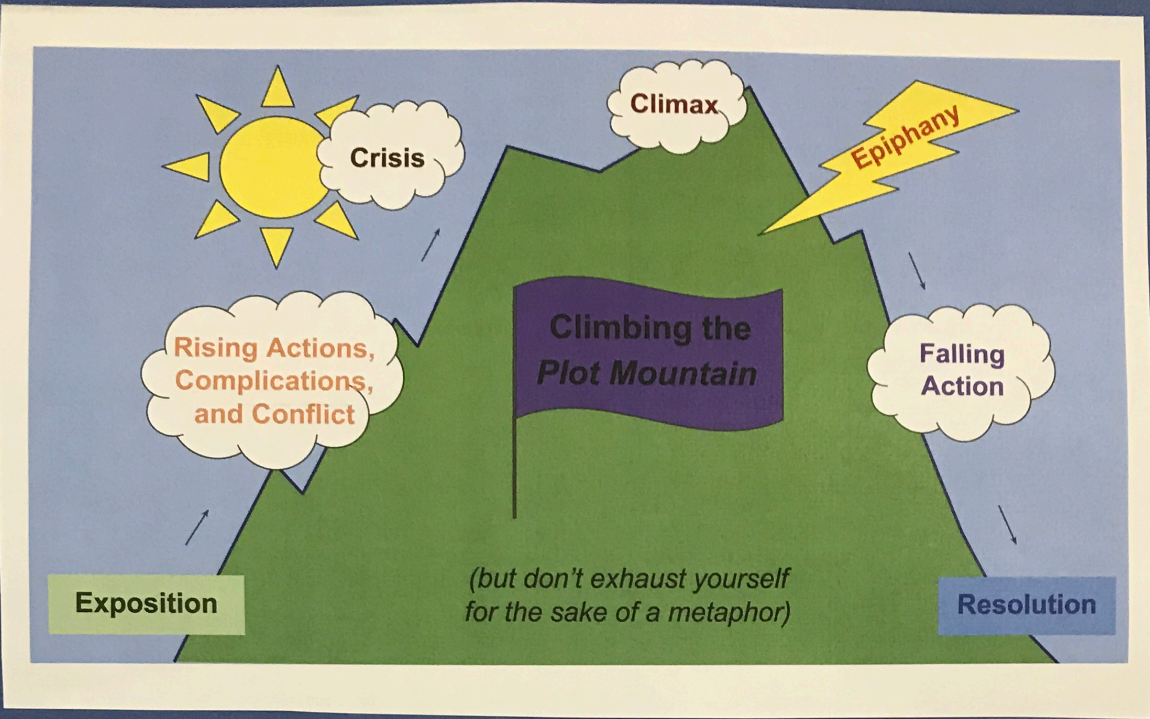 Climax
Epiphany
Crisis
Rising Actions,
Complications,
and Conflict
Climbing the
Plot Mountain
Falling
Action
Exposition
(but don't exhaust yourself
for the sake of a metaphor)
Resolution